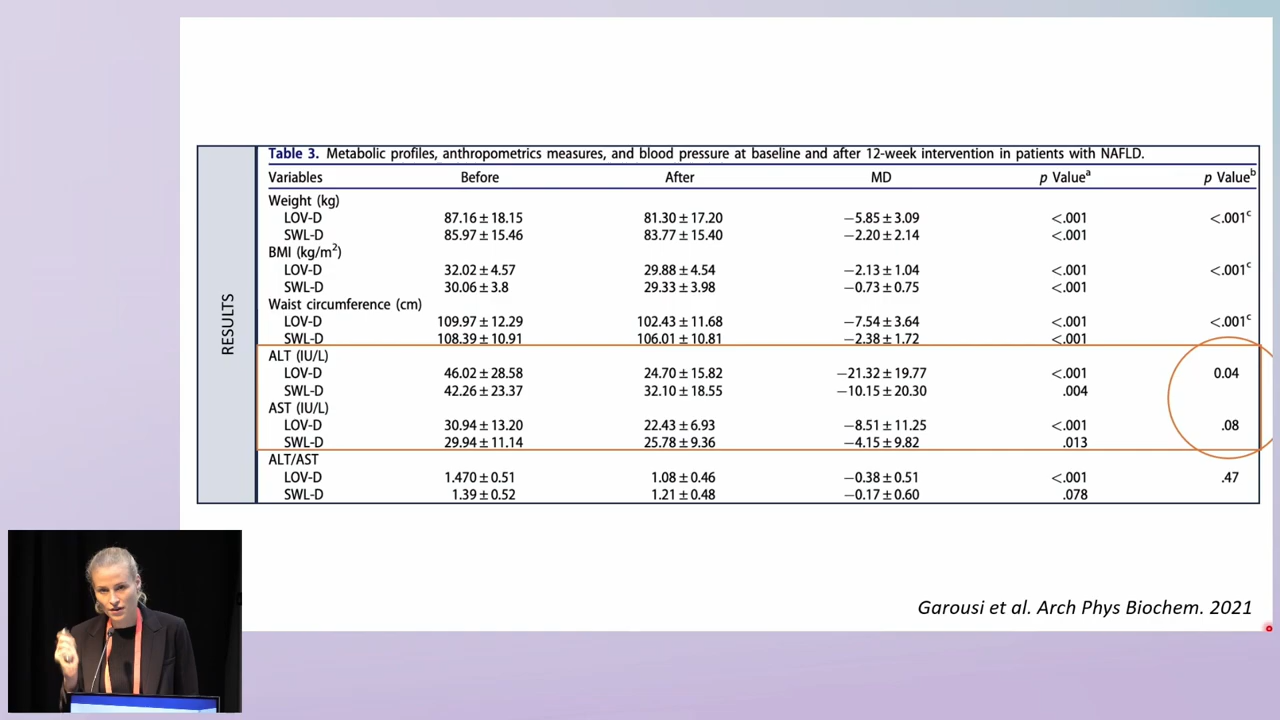 Table 3. Metabolic profiles, anthropometrics measures, and blood pressure at baseline and after 12-week intervention in patients with NAFLD.
Variables Before After MD p Valueᵃ p Valueᵇ
Weight (kg)
LOV-D 87.16 ± 18.15 81.30 ± 17.20 −5.85 ± 3.09 <.001 <.001ᶜ
SWL-D 85.97 ± 15.46 83.77 ± 15.40 −2.20 ± 2.14 <.001
BMI (kg/m²)
LOV-D 32.02 ± 4.57 29.88 ± 4.54 −2.13 ± 1.04 <.001 <.001ᶜ
SWL-D 30.06 ± 3.8 29.33 ± 3.98 −0.73 ± 0.75 <.001
Waist circumference (cm)
LOV-D 109.97 ± 12.29 102.43 ± 11.68 −7.54 ± 3.64 <.001 <.001ᶜ
SWL-D 108.39 ± 10.91 106.01 ± 10.81 −2.38 ± 1.72 <.001
ALT (IU/L)
LOV-D 46.02 ± 28.58 24.70 ± 15.82 −21.32 ± 19.77 <.001 0.04
SWL-D 42.26 ± 23.37 32.10 ± 18.55 −10.15 ± 20.30 .004
AST (IU/L)
LOV-D 30.94 ± 13.20 22.43 ± 6.93 −8.51 ± 11.25 <.001 .08
SWL-D 29.94 ± 11.14 25.78 ± 9.36 −4.15 ± 9.82 .013
ALT/AST
LOV-D 1.470 ± 0.51 1.08 ± 0.46 −0.38 ± 0.51 <.001 .47
SWL-D 1.39 ± 0.52 1.21 ± 0.48 −0.17 ± 0.60 .078
RESULTS
Garousi et al. Arch Phys Biochem. 2021